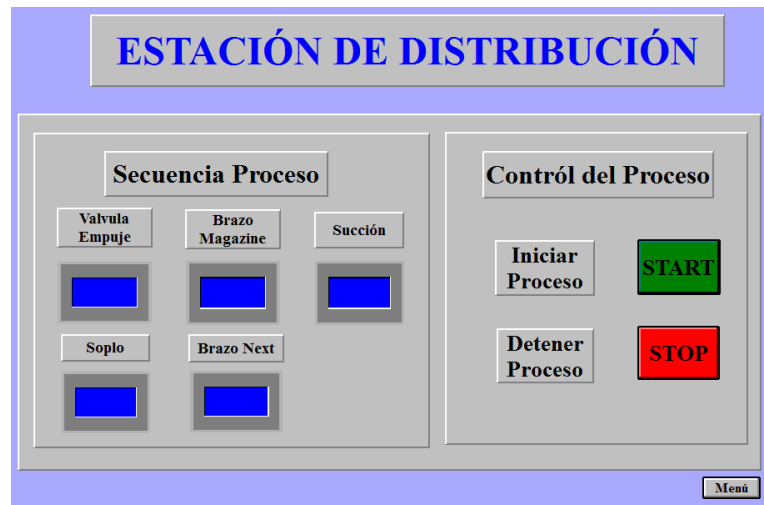 ESTACIÓN DE DISTRIBUCIÓN
Secuencia Proceso
Valvula
Empuje
Brazo
Magazine
Succión
Soplo
Brazo Next
Contról del Proceso
Iniciar
Proceso
START
Detener
Proceso
STOP
Menú